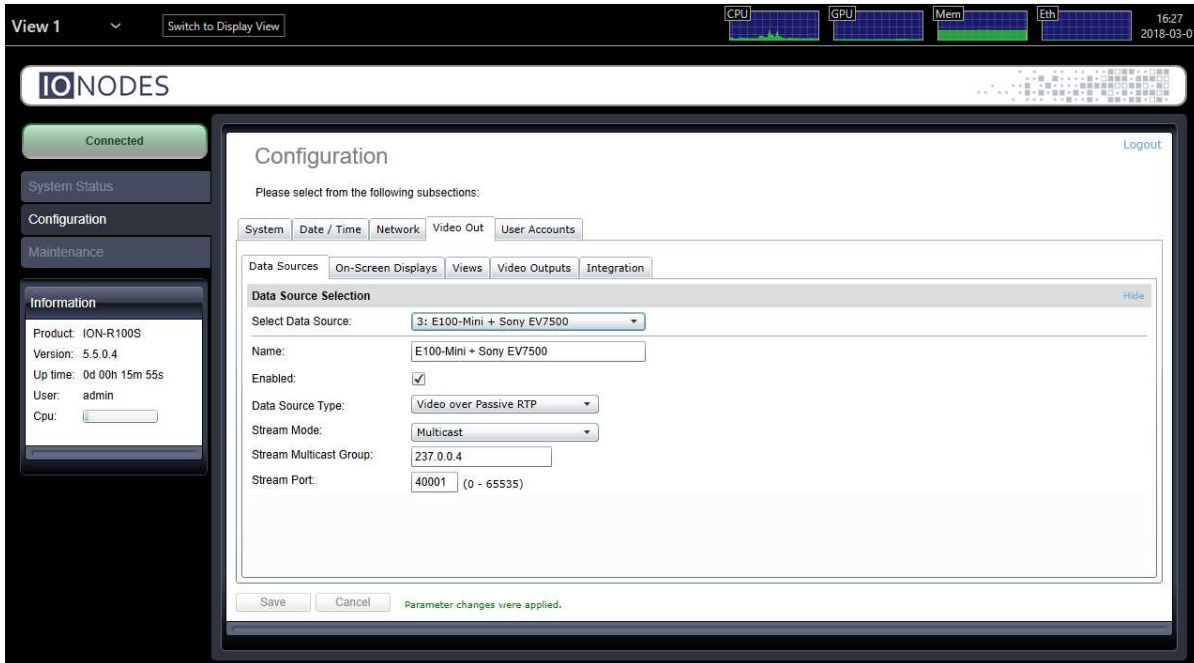 View 1
Switch to Display View
CPU
GPU
Mem
Eth
16:27
2018-03-0
IONODES
Connected
System Status
Configuration
Maintenance
Information
Product: ION-R100S
Version: 5.5.0.4
Up time: 0d 00h 15m 55s
User: admin
Cpu:
Configuration
Logout
Please select from the following subsections:
System Date / Time Network Video Out User Accounts
Data Sources On-Screen Displays Views Video Outputs Integration
Data Source Selection Hide
Select Data Source: 3: E100-Mini + Sony EV7500
Name: E100-Mini + Sony EV7500
Enabled:
Data Source Type: Video over Passive RTP
Stream Mode: Multicast
Stream Multicast Group: 237.0.0.4
Stream Port: 40001 (0 - 65535)
Save Cancel Parameter changes were applied.